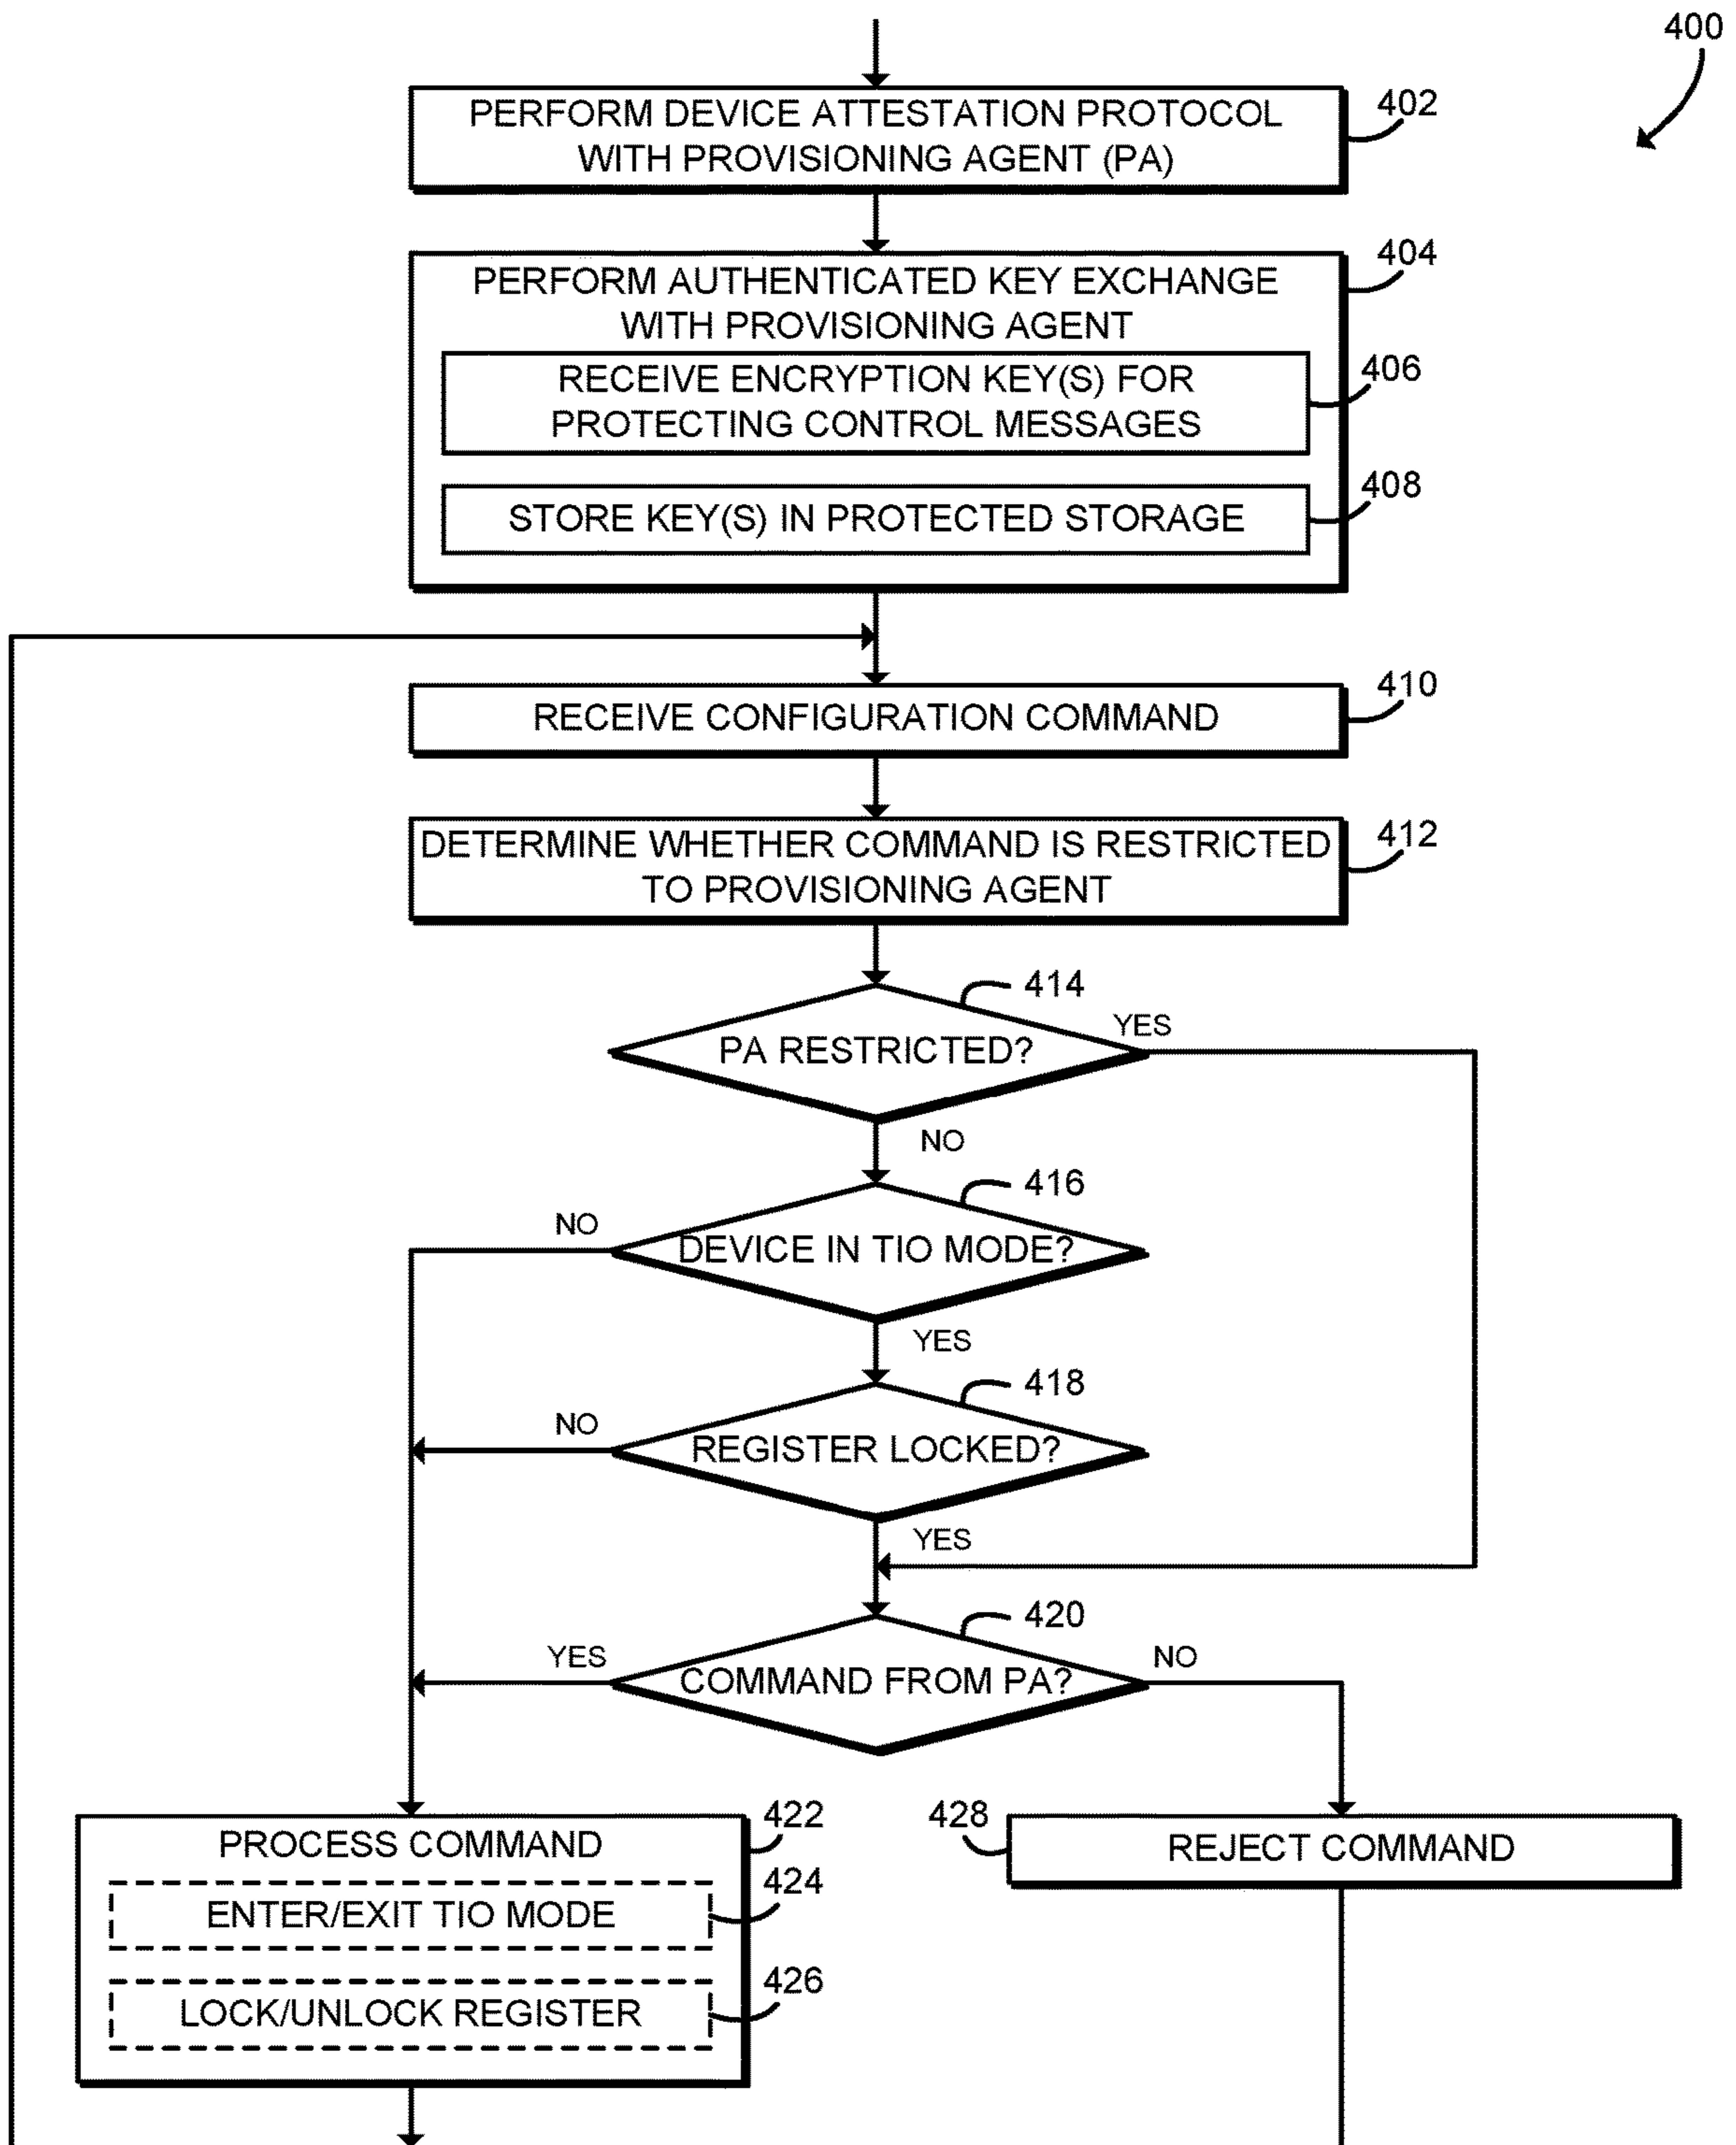 400
PERFORM DEVICE ATTESTATION PROTOCOL
WITH PROVISIONING AGENT (PA)
402
PERFORM AUTHENTICATED KEY EXCHANGE
WITH PROVISIONING AGENT
404
RECEIVE ENCRYPTION KEY(S) FOR
PROTECTING CONTROL MESSAGES
406
STORE KEY(S) IN PROTECTED STORAGE
408
RECEIVE CONFIGURATION COMMAND
410
DETERMINE WHETHER COMMAND IS RESTRICTED
TO PROVISIONING AGENT
412
414
PA RESTRICTED?
YES
NO
416
DEVICE IN TIO MODE?
NO
YES
418
REGISTER LOCKED?
NO
YES
420
COMMAND FROM PA?
YES
NO
PROCESS COMMAND
422
ENTER/EXIT TIO MODE
424
LOCK/UNLOCK REGISTER
426
428
REJECT COMMAND